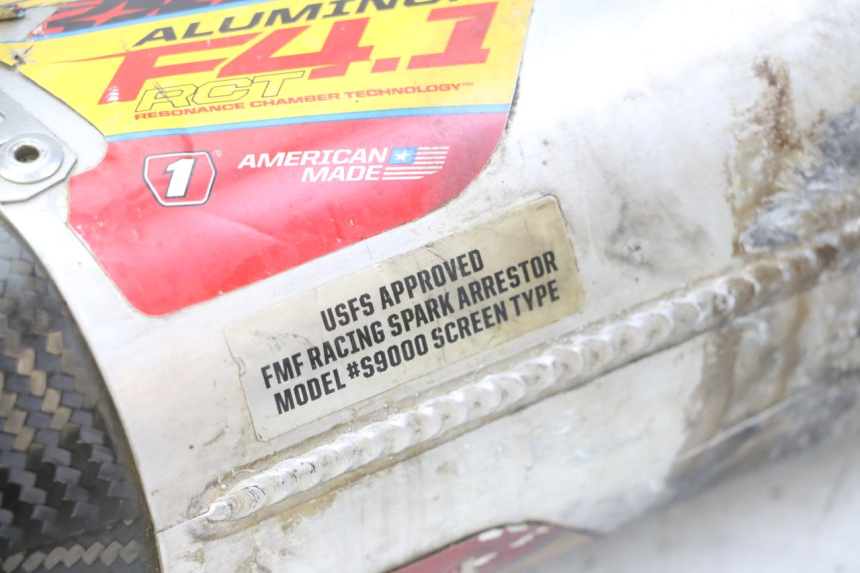 F4.1
RCT
RESONANCE CHAMBER TECHNOLOGY™
1
AMERICAN
MADE
USFS APPROVED
FMF RACING SPARK ARRESTOR
MODEL #S9000 SCREEN TYPE